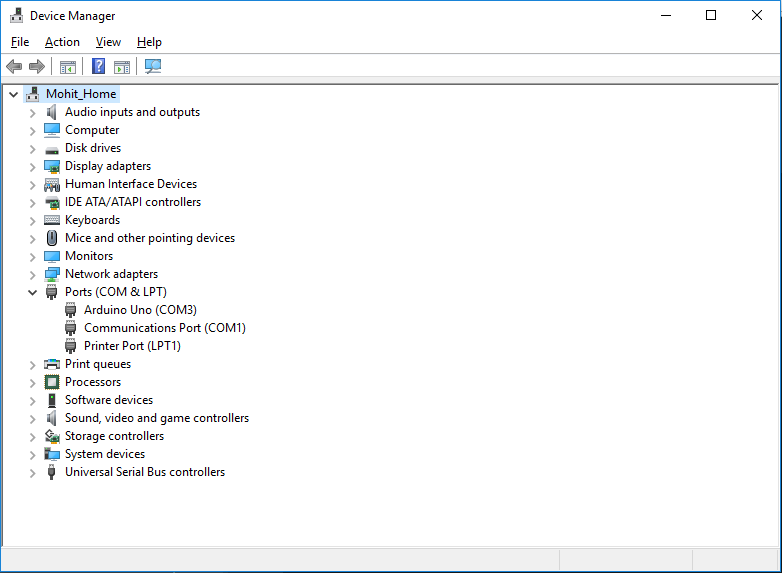 Device Manager
File Action View Help
?
Mohit_Home
Audio inputs and outputs
Computer
Disk drives
Display adapters
Human Interface Devices
IDE ATA/ATAPI controllers
Keyboards
Mice and other pointing devices
Monitors
Network adapters
Ports (COM & LPT)
Arduino Uno (COM3)
Communications Port (COM1)
Printer Port (LPT1)
Print queues
Processors
Software devices
Sound, video and game controllers
Storage controllers
System devices
Universal Serial Bus controllers